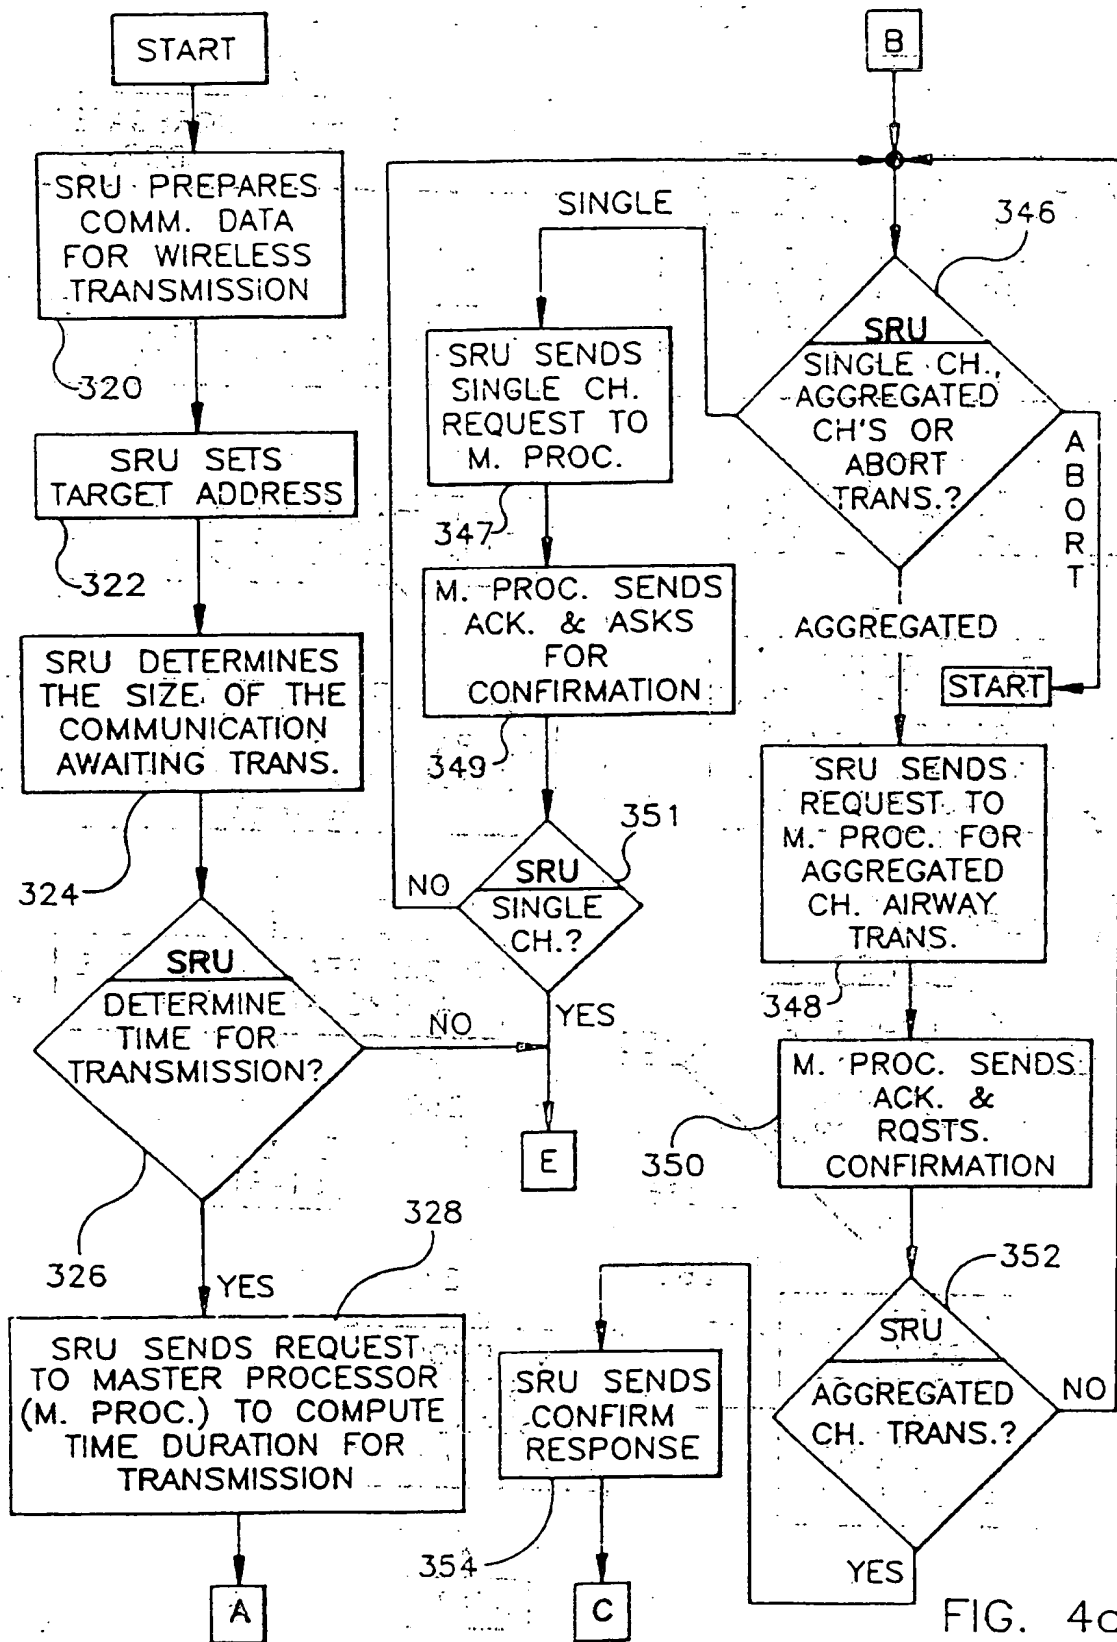 START
SRU PREPARES
COMM. DATA
FOR WIRELESS
TRANSMISSION
320
SRU SETS
TARGET ADDRESS
322
SRU DETERMINES
THE SIZE OF THE
COMMUNICATION
AWAITING TRANS.
324
SRU
DETERMINE
TIME FOR
TRANSMISSION?
NO
326
YES
328
SRU SENDS REQUEST
TO MASTER PROCESSOR
(M. PROC.) TO COMPUTE
TIME DURATION FOR
TRANSMISSION
A
B
346
SRU
SINGLE CH.,
AGGREGATED
CH'S OR
ABORT
TRANS.?
SINGLE
SRU SENDS
SINGLE CH.
REQUEST TO
M. PROC.
347
M. PROC. SENDS
ACK. & ASKS
FOR
CONFIRMATION
349
351
SRU
SINGLE
CH.?
NO
YES
E
ABORT
START
AGGREGATED
SRU SENDS
REQUEST TO
M. PROC. FOR
AGGREGATED
CH. AIRWAY
TRANS.
348
M. PROC. SENDS
ACK. &
RQSTS.
CONFIRMATION
350
352
SRU
AGGREGATED
CH. TRANS.?
NO
YES
SRU SENDS
CONFIRM
RESPONSE
354
C